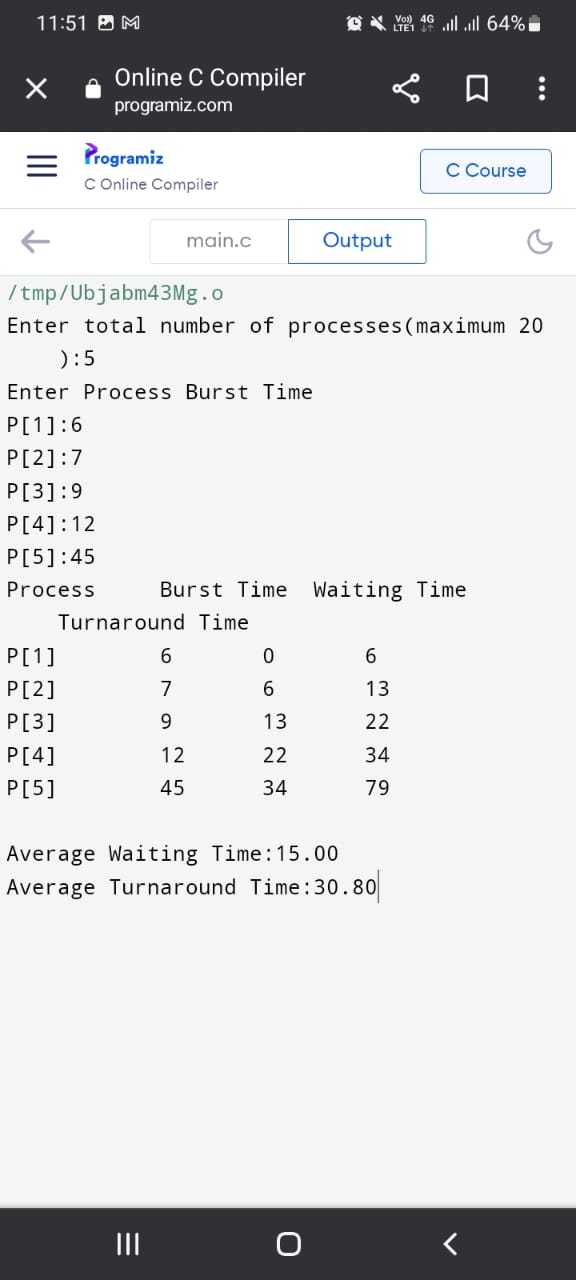 11:51 Vo)) 4G LTE1 64%
Online C Compiler
programiz.com
Programiz
C Online Compiler
C Course
main.c Output
/tmp/Ubjabm43Mg.o
Enter total number of processes(maximum 20
):5
Enter Process Burst Time
P[1]:6
P[2]:7
P[3]:9
P[4]:12
P[5]:45
Process Burst Time Waiting Time
Turnaround Time
P[1] 6 0 6
P[2] 7 6 13
P[3] 9 13 22
P[4] 12 22 34
P[5] 45 34 79
Average Waiting Time:15.00
Average Turnaround Time:30.80